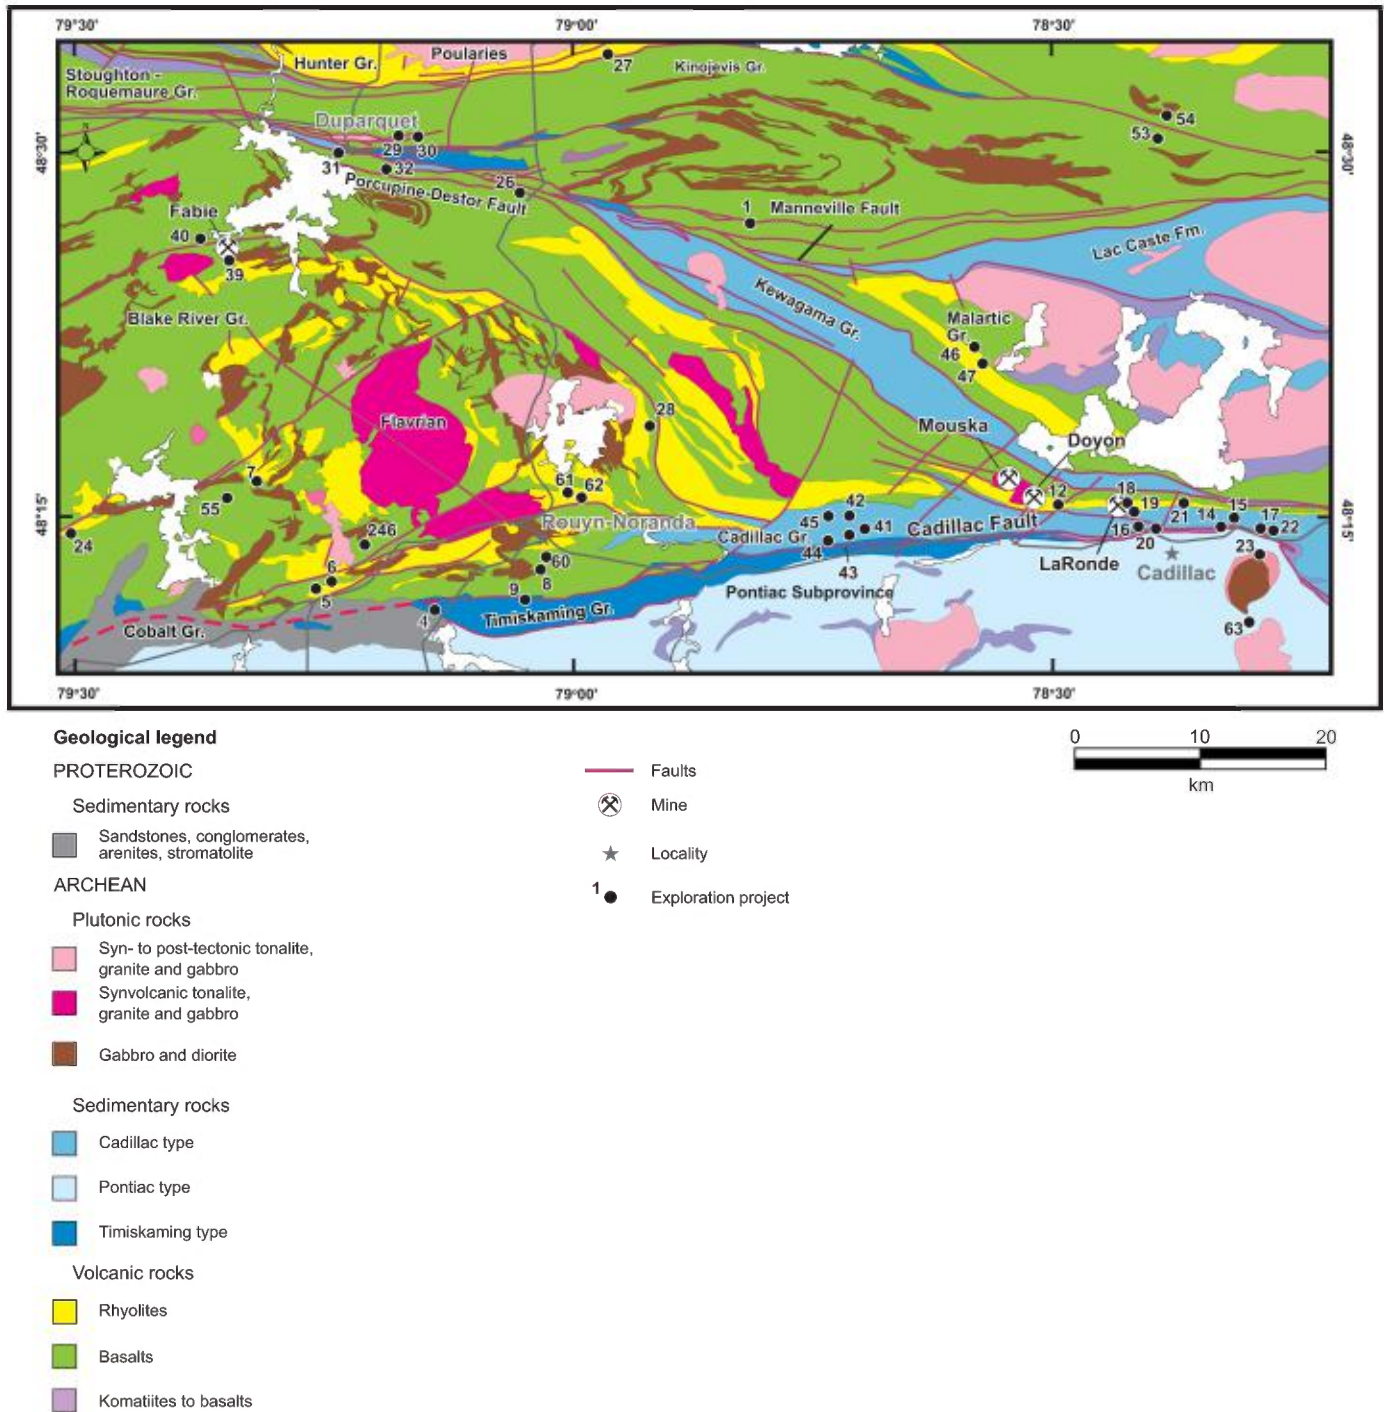 79°30' 79°00' 78°30'
Hunter Gr.
Poularies
27
Kinojevis Gr.
Stoughton -
Roquemaure Gr.
Duparquet
54
53
48°30'
48°30'
29 30
31 32
Porcupine-Destor Fault
26
1
Manneville Fault
Fabie
40
39
Lac Caste Fm.
Kewagama Gr.
Blake River Gr.
Malartic
Gr.
46
47
Flavrian
28
Mouska
Doyon
7
55
61 62
12
18
19
42
45
41
21
14
15
17
22
48°15'
48°15'
Rouyn-Noranda
Cadillac Gr.
Cadillac Fault
44
43
16
20
24
246
LaRonde
Cadillac
23
60
8
9
6
5
Pontiac Subprovince
4
Timiskaming Gr.
Cobalt Gr.
63
79°30' 79°00' 78°30'
Geological legend
PROTEROZOIC
Sedimentary rocks
Sandstones, conglomerates,
arenites, stromatolite
ARCHEAN
Plutonic rocks
Syn- to post-tectonic tonalite,
granite and gabbro
Synvolcanic tonalite,
granite and gabbro
Gabbro and diorite
Sedimentary rocks
Cadillac type
Pontiac type
Timiskaming type
Volcanic rocks
Rhyolites
Basalts
Komatiites to basalts
Faults
Mine
Locality
1
Exploration project
0 10 20
km